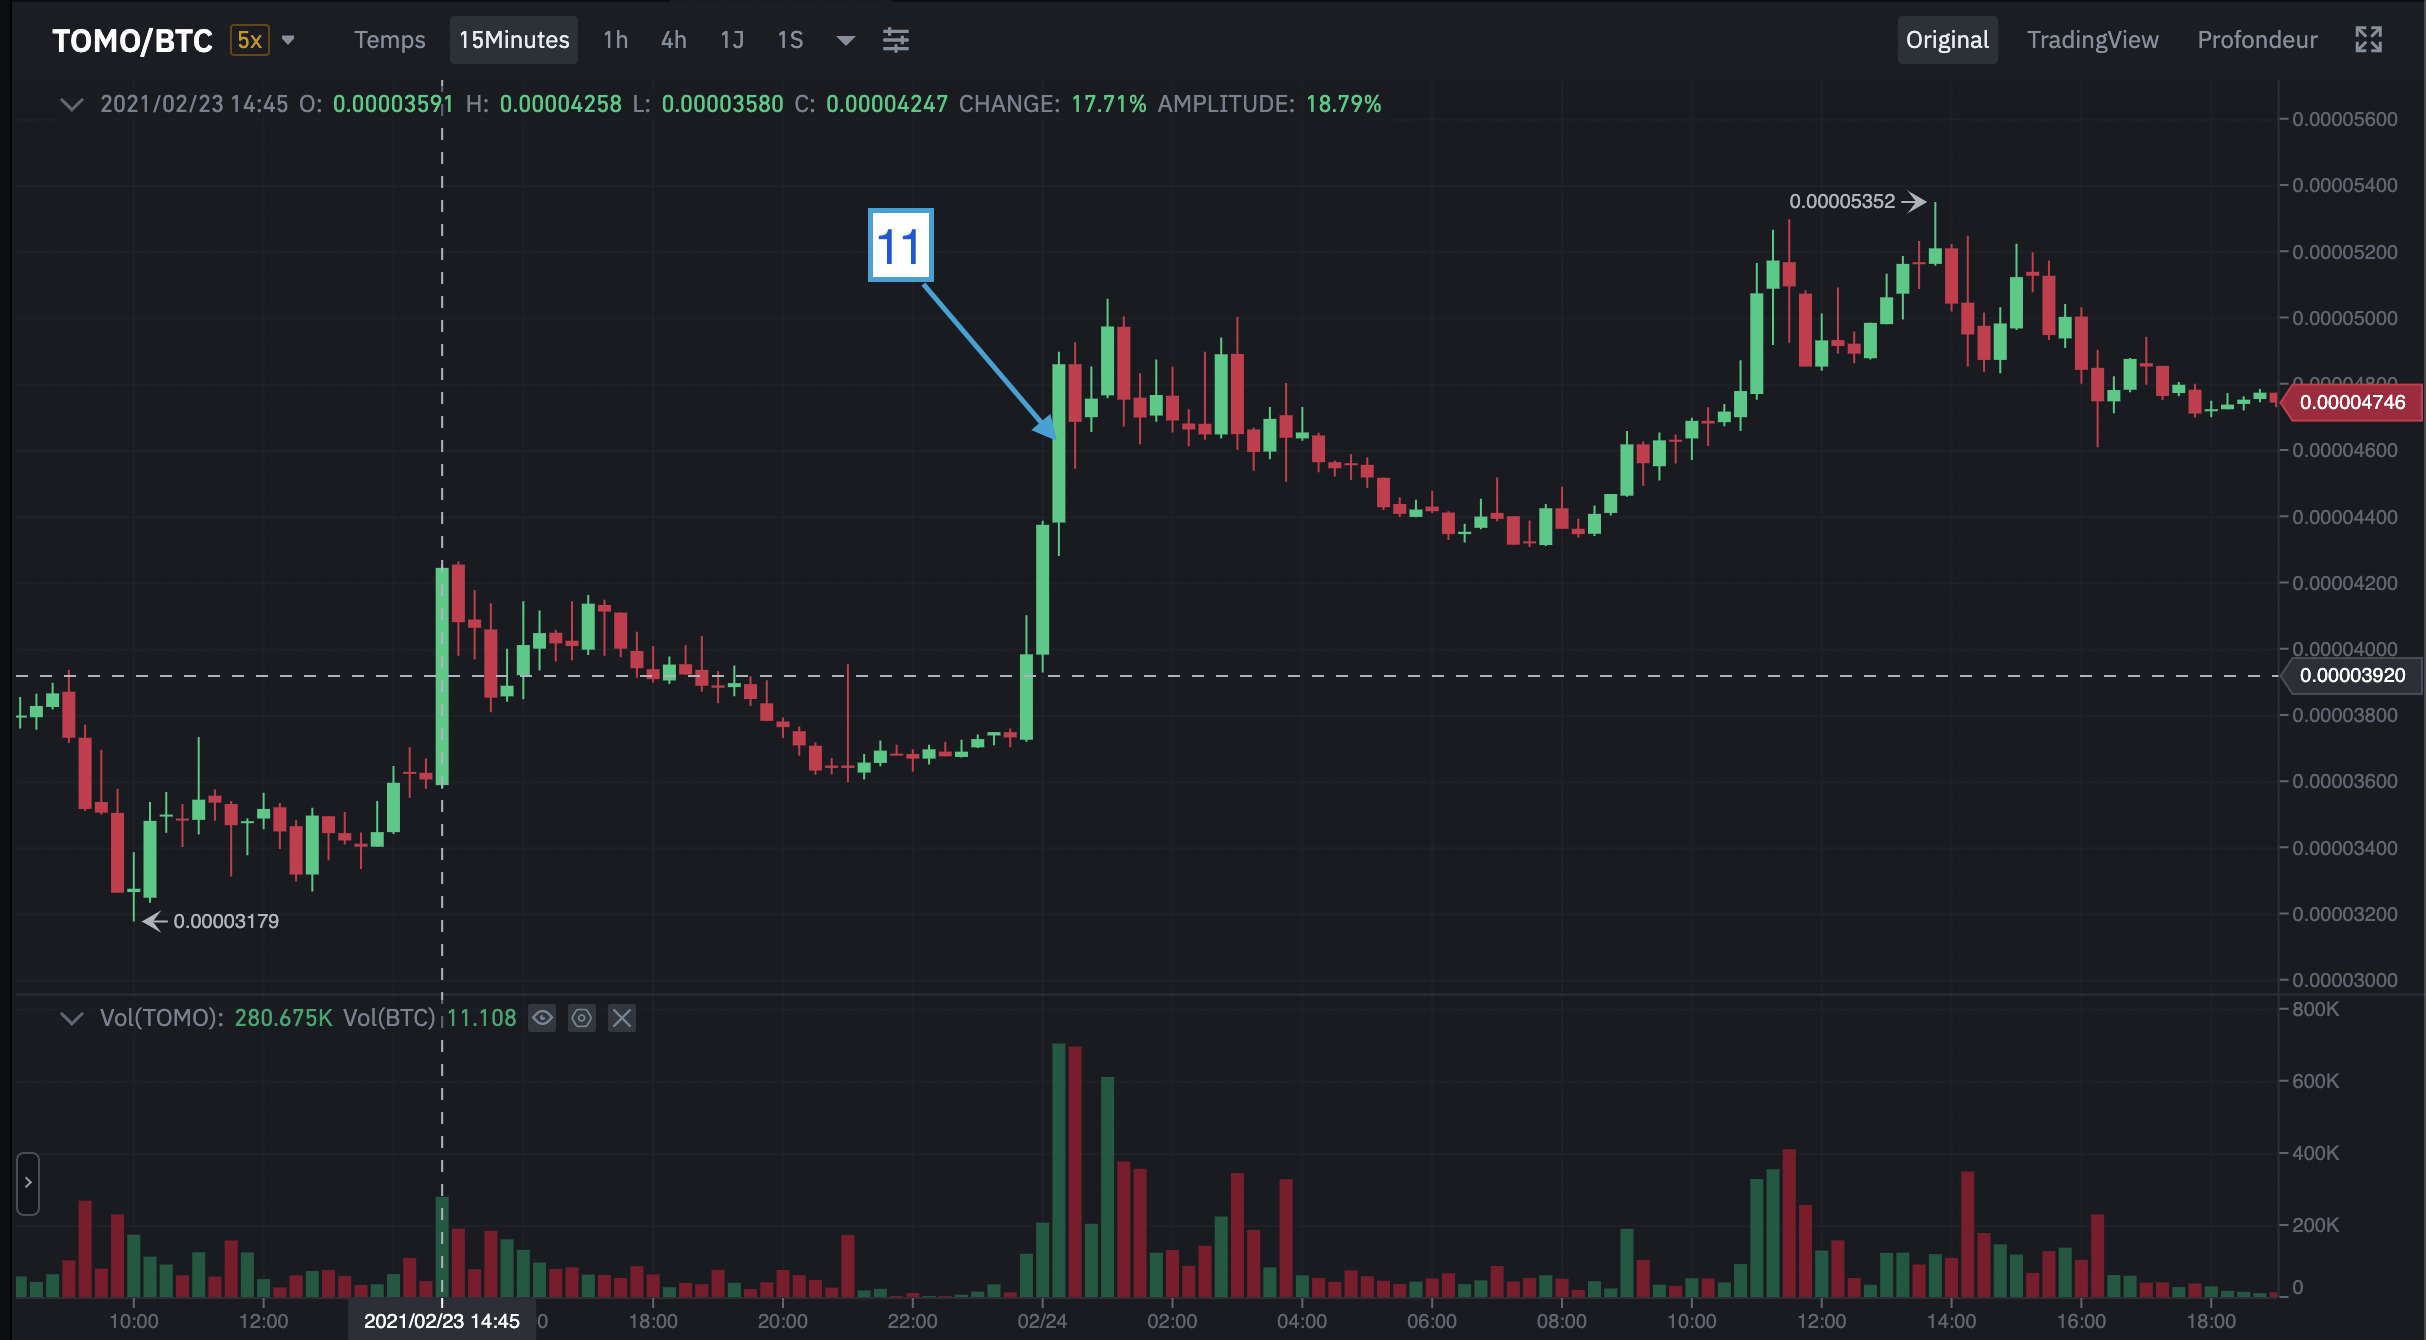 TOMO/BTC 5x Temps 15Minutes 1h 4h 1J 1S Original TradingView Profondeur
2021/02/23 14:45 O: 0.00003591 H: 0.00004258 L: 0.00003580 C: 0.00004247 CHANGE: 17.71% AMPLITUDE: 18.79%
0.00005600
0.00005400
0.00005352
11
0.00005200
0.00005000
0.00004800
0.00004746
0.00004600
0.00004400
0.00004200
0.00004000
0.00003920
0.00003800
0.00003600
0.00003400
0.00003200
0.00003179
0.00003000
Vol(TOMO): 280.675K Vol(BTC) 11.108
800K
600K
400K
200K
0
10:00 12:00 2021/02/23 14:45 0 18:00 20:00 22:00 02/24 02:00 04:00 06:00 08:00 10:00 12:00 14:00 16:00 18:00